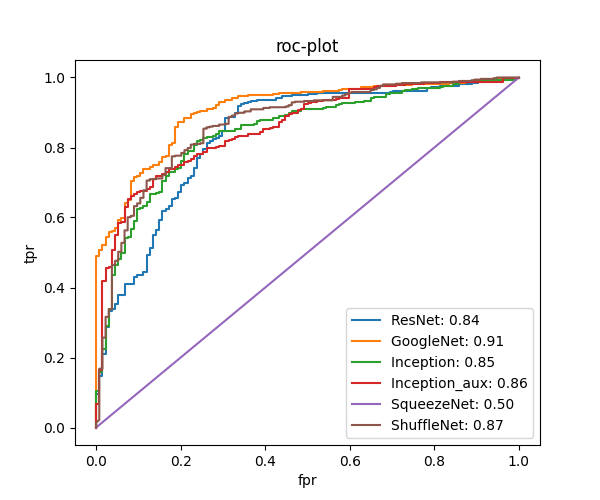 roc-plot
tpr
1.0
0.8
0.6
0.4
0.2
0.0
ResNet: 0.84
GoogleNet: 0.91
Inception: 0.85
Inception_aux: 0.86
SqueezeNet: 0.50
ShuffleNet: 0.87
0.0 0.2 0.4 0.6 0.8 1.0
fpr